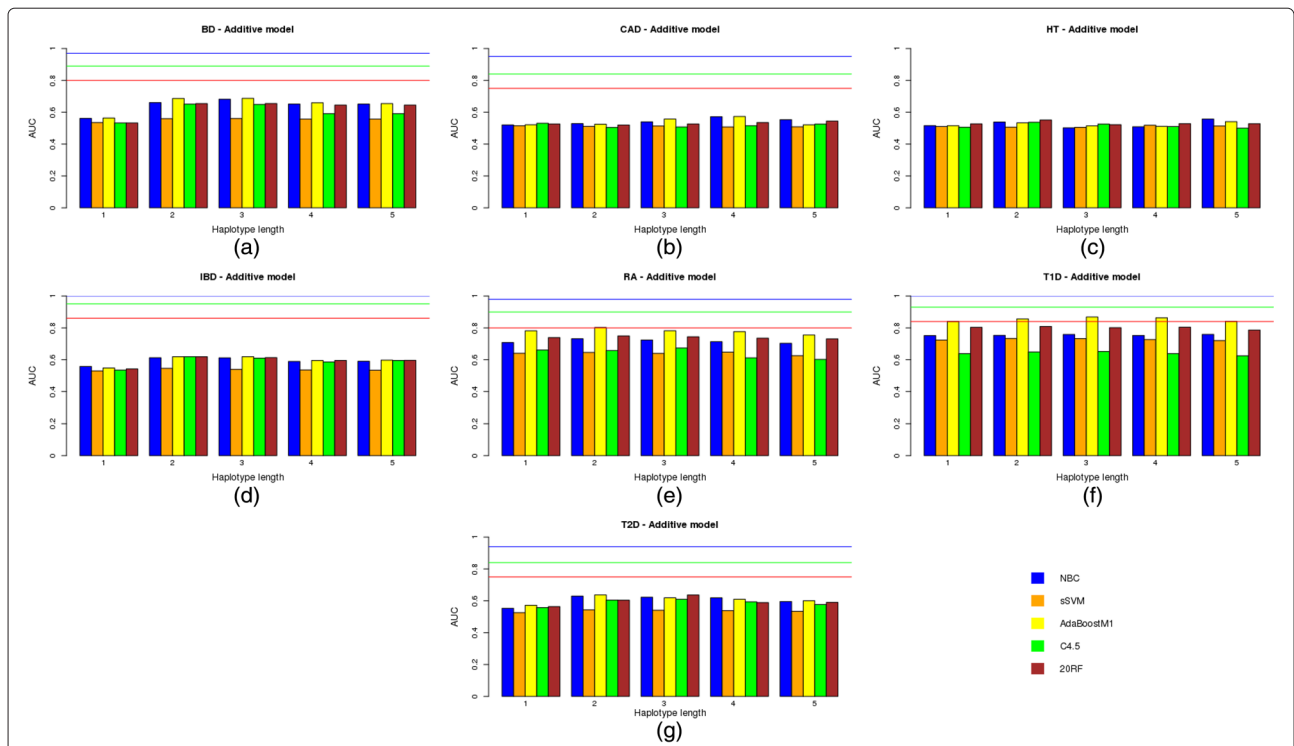 BD - Additive model
AUC
0 0.2 0.4 0.6 0.8 1
1 2 3 4 5
Haplotype length
(a)
CAD - Additive model
AUC
0 0.2 0.4 0.6 0.8 1
1 2 3 4 5
Haplotype length
(b)
HT - Additive model
AUC
0 0.2 0.4 0.6 0.8 1
1 2 3 4 5
Haplotype length
(c)
IBD - Additive model
AUC
0 0.2 0.4 0.6 0.8 1
1 2 3 4 5
Haplotype length
(d)
RA - Additive model
AUC
0 0.2 0.4 0.6 0.8 1
1 2 3 4 5
Haplotype length
(e)
T1D - Additive model
AUC
0 0.2 0.4 0.6 0.8 1
1 2 3 4 5
Haplotype length
(f)
T2D - Additive model
AUC
0 0.2 0.4 0.6 0.8 1
1 2 3 4 5
Haplotype length
(g)
NBC
sSVM
AdaBoostM1
C4.5
20RF